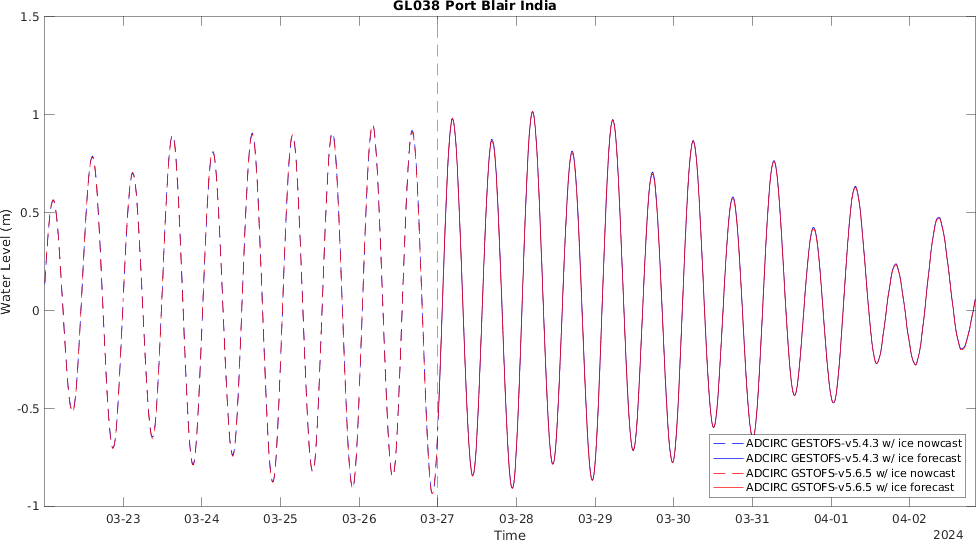 GL038 Port Blair India
1.5
1
0.5
0
-0.5
-1
Water Level (m)
03-23 03-24 03-25 03-26 03-27 03-28 03-29 03-30 03-31 04-01 04-02
Time
2024
ADCIRC GESTOFS-v5.4.3 w/ ice nowcast
ADCIRC GESTOFS-v5.4.3 w/ ice forecast
ADCIRC GSTOFS-v5.6.5 w/ ice nowcast
ADCIRC GSTOFS-v5.6.5 w/ ice forecast